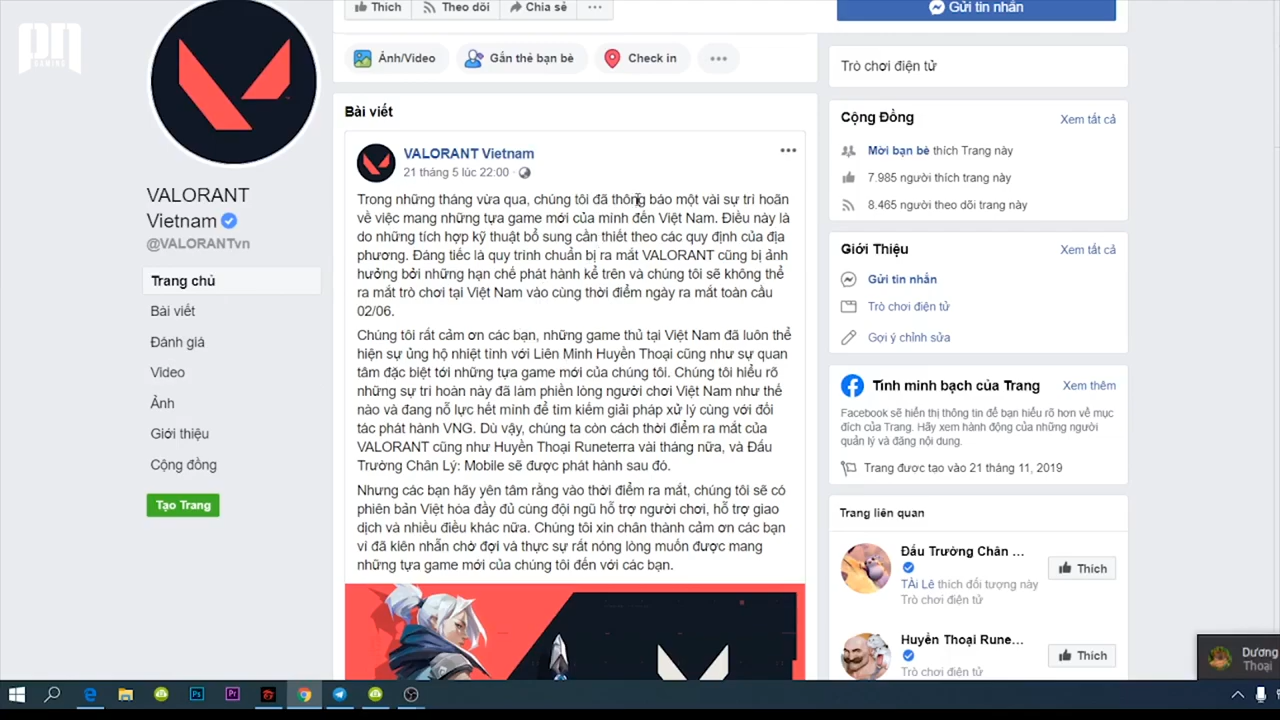 PN
GAMING
Thích
Theo dõi
Chia sẻ
Gửi tin nhắn
Ảnh/Video
Gắn thẻ bạn bè
Check in
Trò chơi điện tử
Bài viết
VALORANT Vietnam
21 tháng 5 lúc 22:00
Trong những tháng vừa qua, chúng tôi đã thông báo một vài sự trì hoãn
về việc mang những tựa game mới của mình đến Việt Nam. Điều này là
do những tích hợp kỹ thuật bổ sung cần thiết theo các quy định của địa
phương. Đáng tiếc là quy trình chuẩn bị ra mắt VALORANT cũng bị ảnh
hưởng bởi những hạn chế phát hành kể trên và chúng tôi sẽ không thể
ra mắt trò chơi tại Việt Nam vào cùng thời điểm ngày ra mắt toàn cầu
02/06.
Chúng tôi rất cảm ơn các bạn, những game thủ tại Việt Nam đã luôn thể
hiện sự ủng hộ nhiệt tình với Liên Minh Huyền Thoại cũng như sự quan
tâm đặc biệt tới những tựa game mới của chúng tôi. Chúng tôi hiểu rõ
những sự trì hoãn này đã làm phiền lòng người chơi Việt Nam như thế
nào và đang nỗ lực hết mình để tìm kiếm giải pháp xử lý cùng với đối
tác phát hành VNG. Dù vậy, chúng ta còn cách thời điểm ra mắt của
VALORANT cũng như Huyền Thoại Runeterra vài tháng nữa, và Đấu
Trường Chân Lý: Mobile sẽ được phát hành sau đó.
Nhưng các bạn hãy yên tâm rằng vào thời điểm ra mắt, chúng tôi sẽ có
phiên bản Việt hóa đầy đủ cùng đội ngũ hỗ trợ người chơi, hỗ trợ giao
dịch và nhiều điều khác nữa. Chúng tôi xin chân thành cảm ơn các bạn
vì đã kiên nhẫn chờ đợi và thực sự rất nóng lòng muốn được mang
những tựa game mới của chúng tôi đến với các bạn.
VALORANT
Vietnam
@VALORANTvn
Trang chủ
Bài viết
Đánh giá
Video
Ảnh
Giới thiệu
Cộng đồng
Tạo Trang
Cộng Đồng
Xem tất cả
Mời bạn bè thích Trang này
7.985 người thích trang này
8.465 người theo dõi trang này
Giới Thiệu
Xem tất cả
Gửi tin nhắn
Trò chơi điện tử
Gợi ý chỉnh sửa
Tính minh bạch của Trang
Xem thêm
Facebook sẽ hiển thị thông tin để bạn hiểu rõ hơn về mục
đích của Trang. Hãy xem hành động của những người
quản lý và đăng nội dung.
Trang được tạo vào 21 tháng 11, 2019
Trang liên quan
Đấu Trường Chân ...
TÀi Lê thích đối tượng này
Trò chơi điện tử
Thích
Huyền Thoại Rune...
Trò chơi điện tử
Thích
Dương
Thoại
Ps
Pr